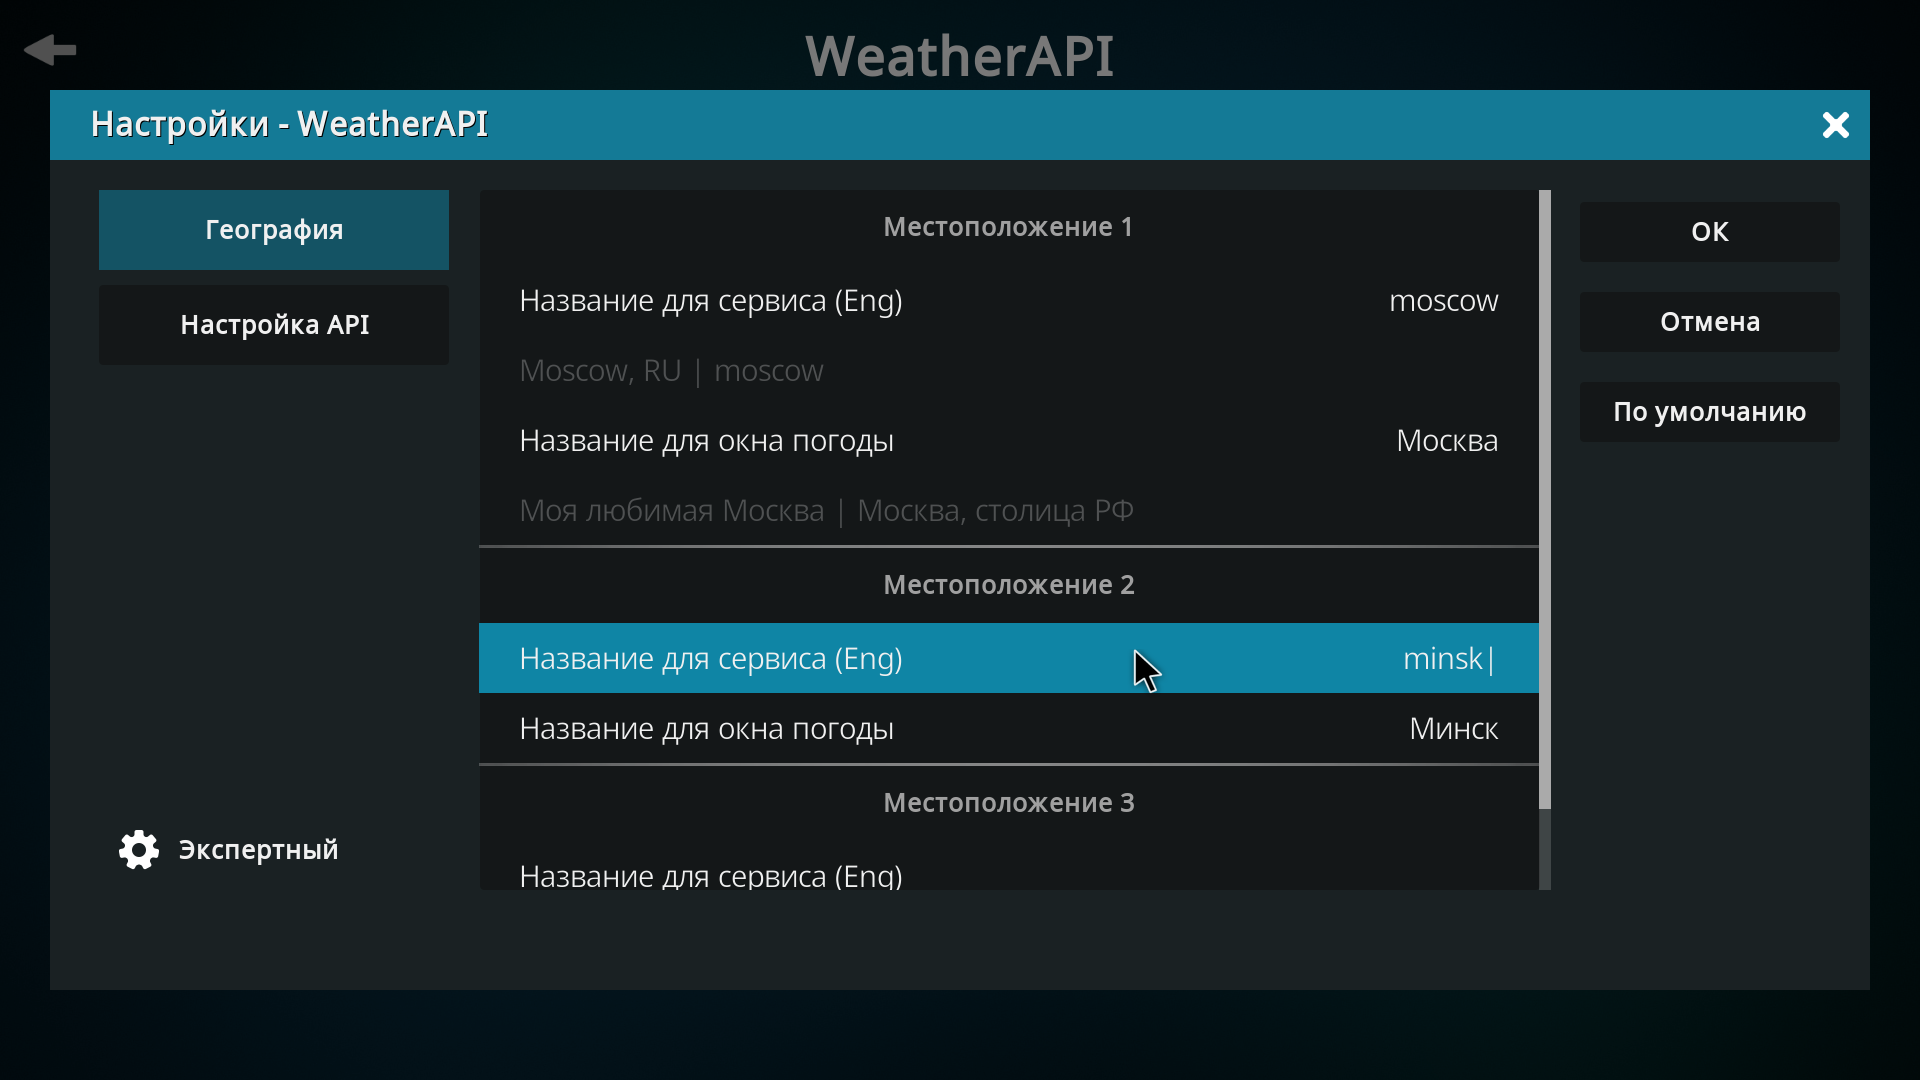 WeatherAPI
Настройки - WeatherAPI
География
Настройка API
Экспертный
Местоположение 1
Название для сервиса (Eng) moscow
Moscow, RU | moscow
Название для окна погоды Москва
Моя любимая Москва | Москва, столица РФ
Местоположение 2
Название для сервиса (Eng) minsk|
Название для окна погоды Минск
Местоположение 3
Название для сервиса (Eng)
ОК
Отмена
По умолчанию